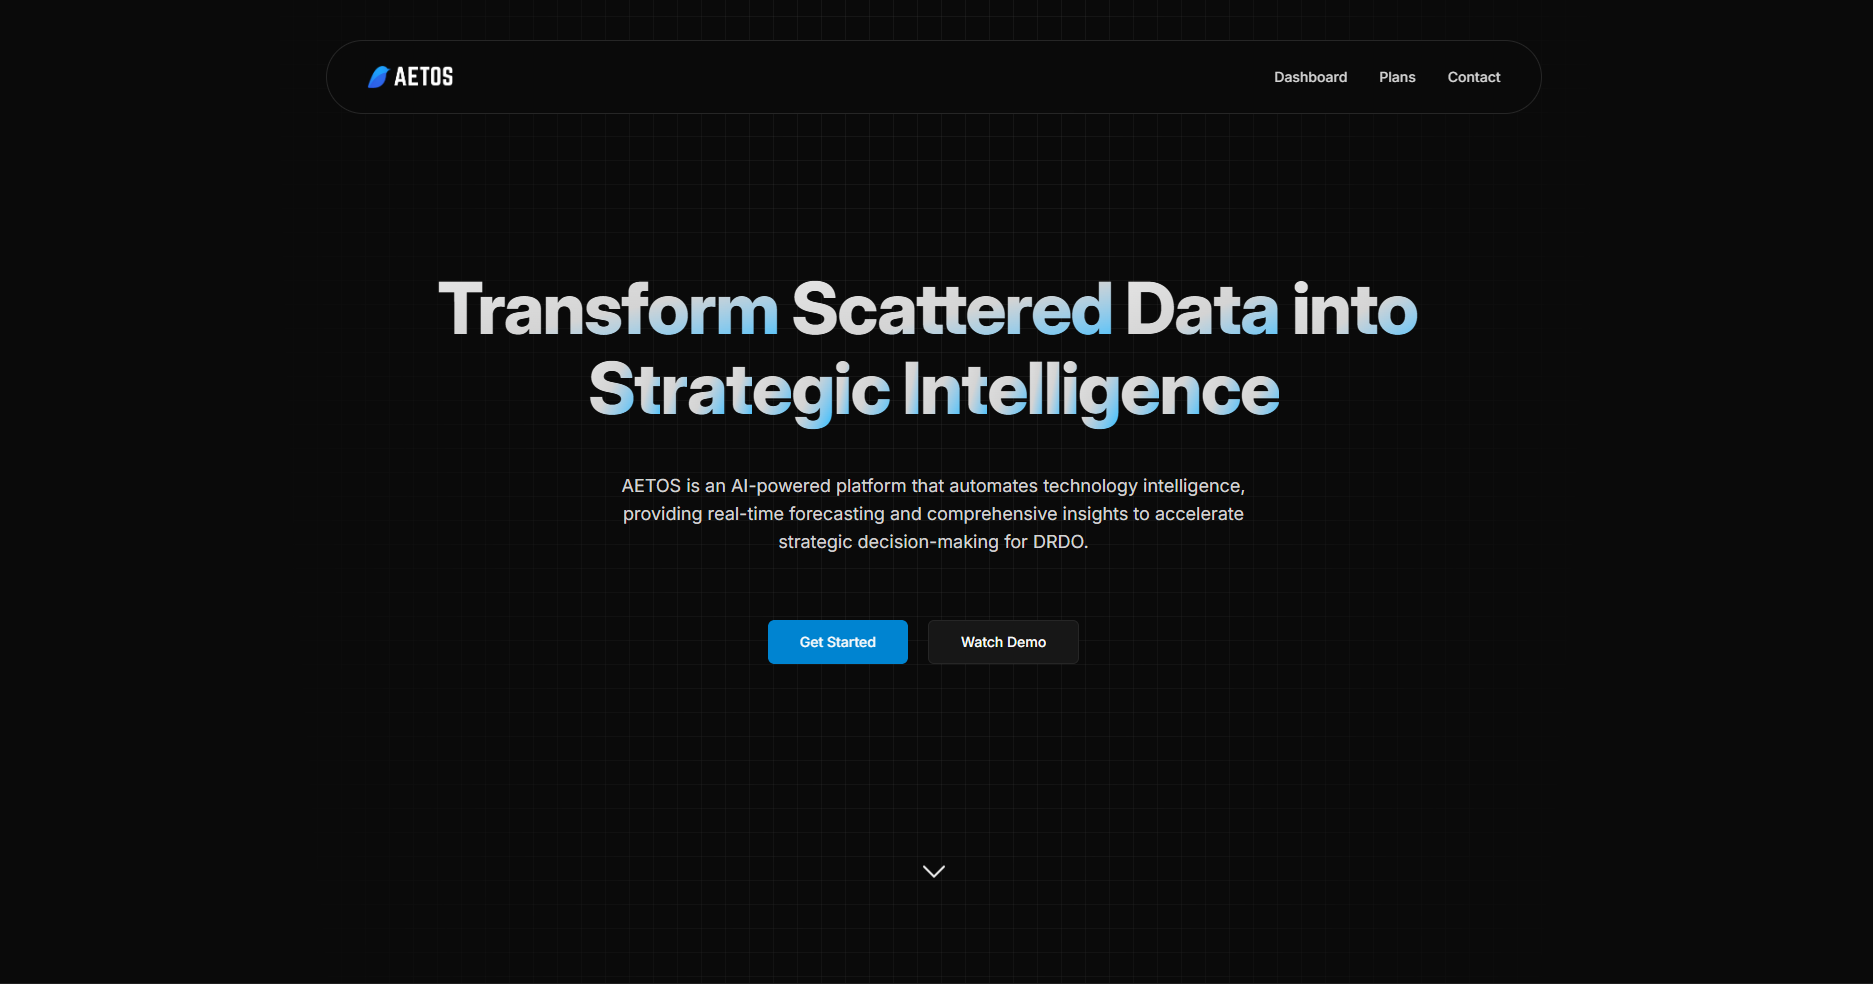 AETOS
Dashboard
Plans
Contact
Transform Scattered Data into
Strategic Intelligence
AETOS is an AI-powered platform that automates technology intelligence,
providing real-time forecasting and comprehensive insights to accelerate
strategic decision-making for DRDO.
Get Started
Watch Demo